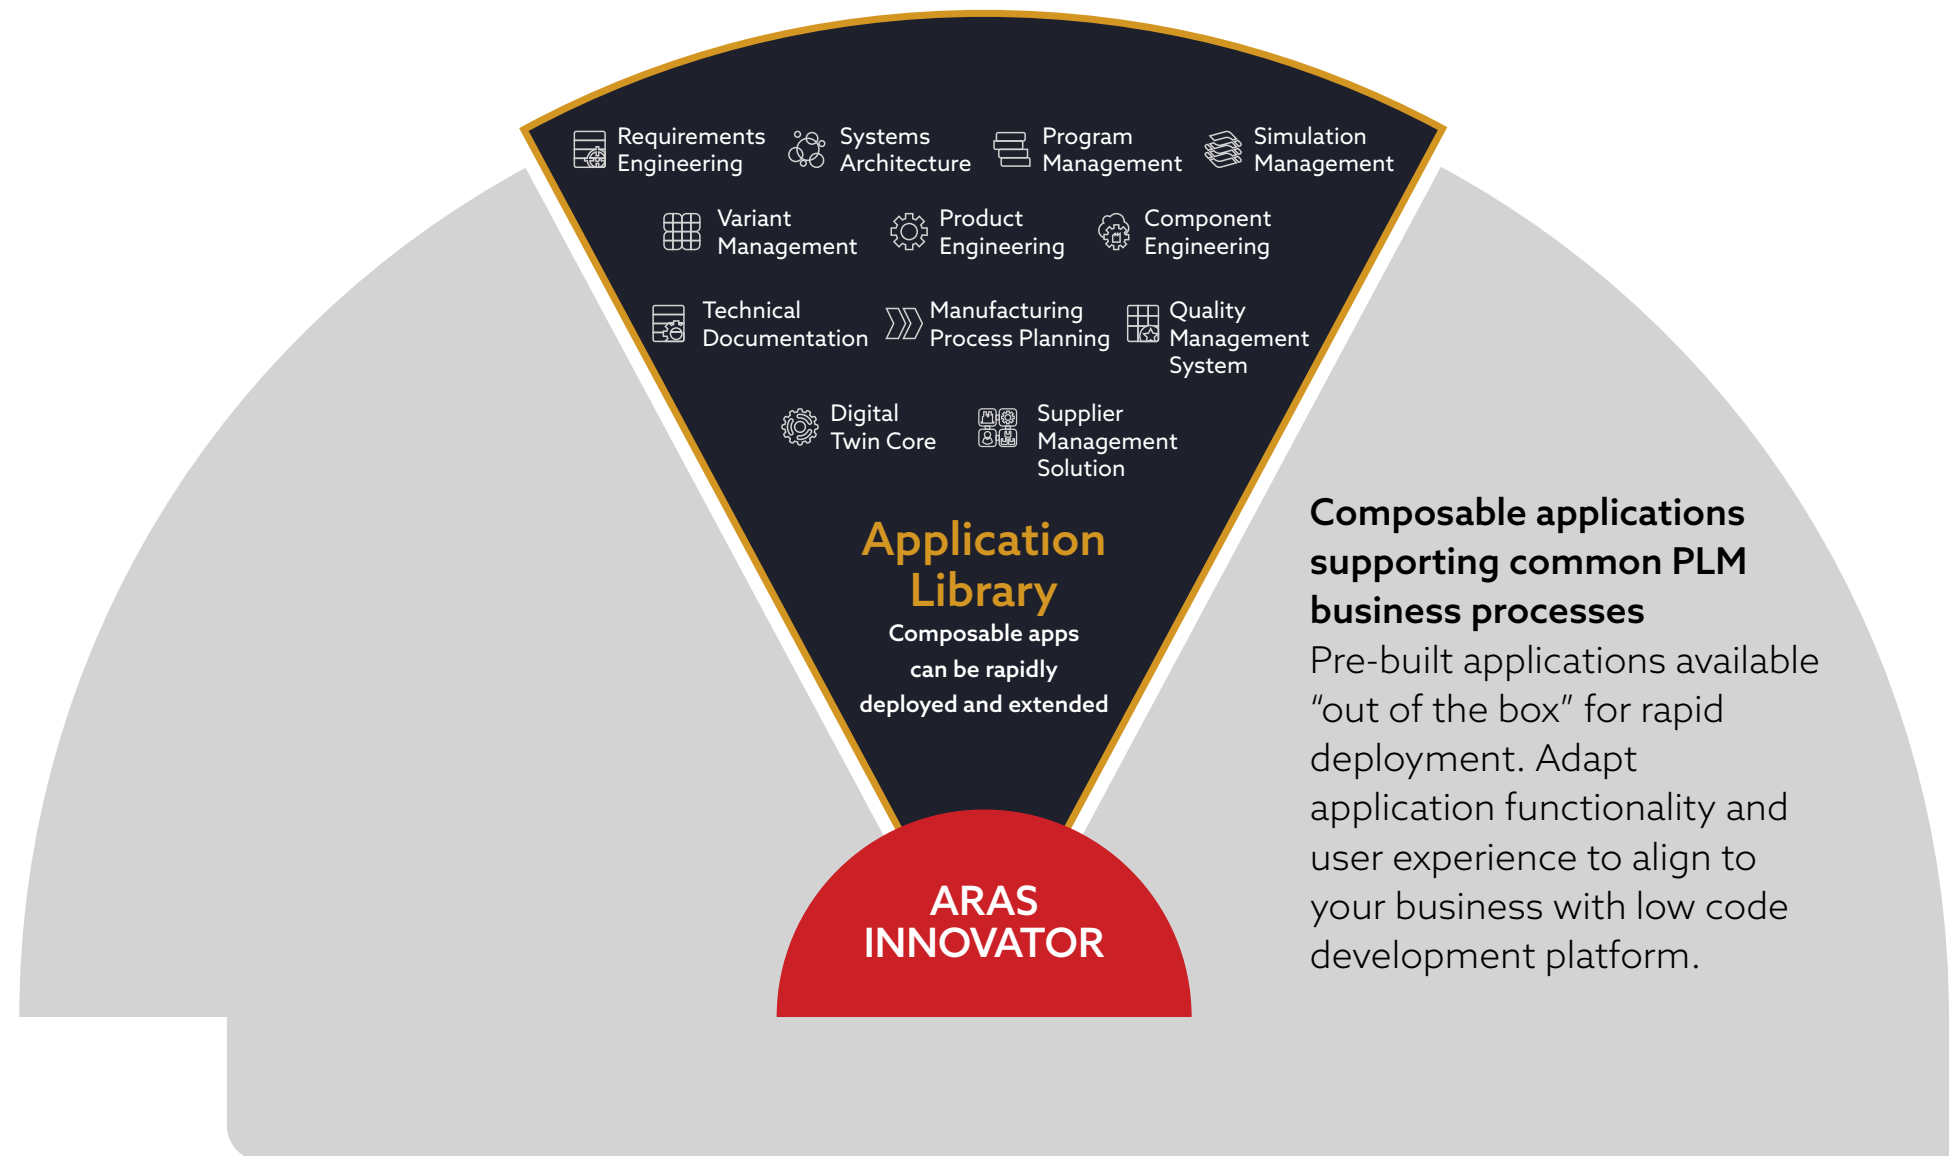 Requirements
Engineering
Systems
Architecture
Program
Management
Simulation
Management
Variant
Management
Product
Engineering
Component
Engineering
Technical
Documentation
Manufacturing
Process Planning
Quality
Management
System
Digital
Twin Core
Supplier
Management
Solution
Application
Library
Composable apps
can be rapidly
deployed and extended
ARAS
INNOVATOR
Composable applications
supporting common PLM
business processes
Pre-built applications available
“out of the box” for rapid
deployment. Adapt
application functionality and
user experience to align to
your business with low code
development platform.